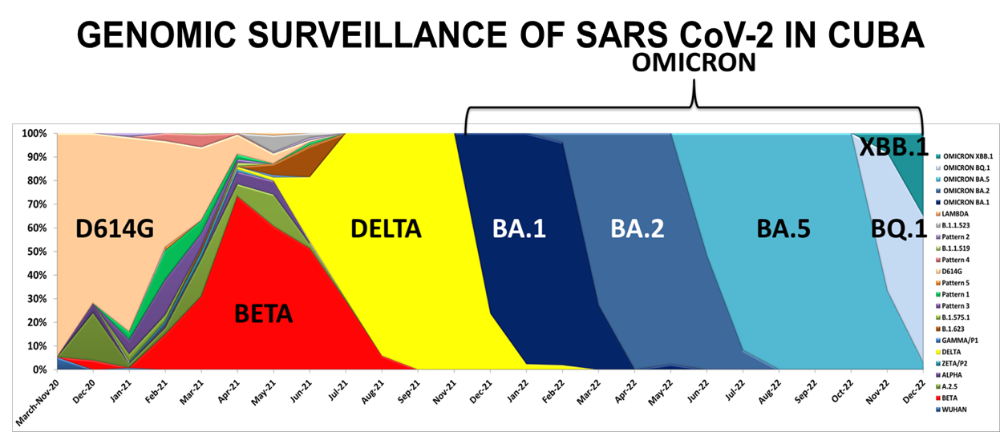 GENOMIC SURVEILLANCE OF SARS CoV-2 IN CUBA
OMICRON
100%
90%
80%
70%
60%
50%
40%
30%
20%
10%
0%
D614G
BETA
DELTA
BA.1
BA.2
BA.5
XBB.1
BQ.1
March-Nov-20
Dec-20
Jan-21
Feb-21
Mar-21
Apr-21
May-21
Jun-21
Jul-21
Aug-21
Sep-21
Nov-21
Dec-21
Jan-22
Feb-22
Mar-22
Apr-22
May-22
Jun-22
Jul-22
Aug-22
Sep-22
Oct-22
Nov-22
Dec-22
OMICRON XBB.1
OMICRON BQ.1
OMICRON BA.5
OMICRON BA.2
OMICRON BA.1
LAMBDA
B.1.1.523
Pattern 2
B.1.1.519
Pattern 4
D614G
Pattern 5
Pattern 1
Pattern 3
B.1.575.1
B.1.623
GAMMA/P1
DELTA
ZETA/P2
ALPHA
A.2.5
BETA
WUHAN